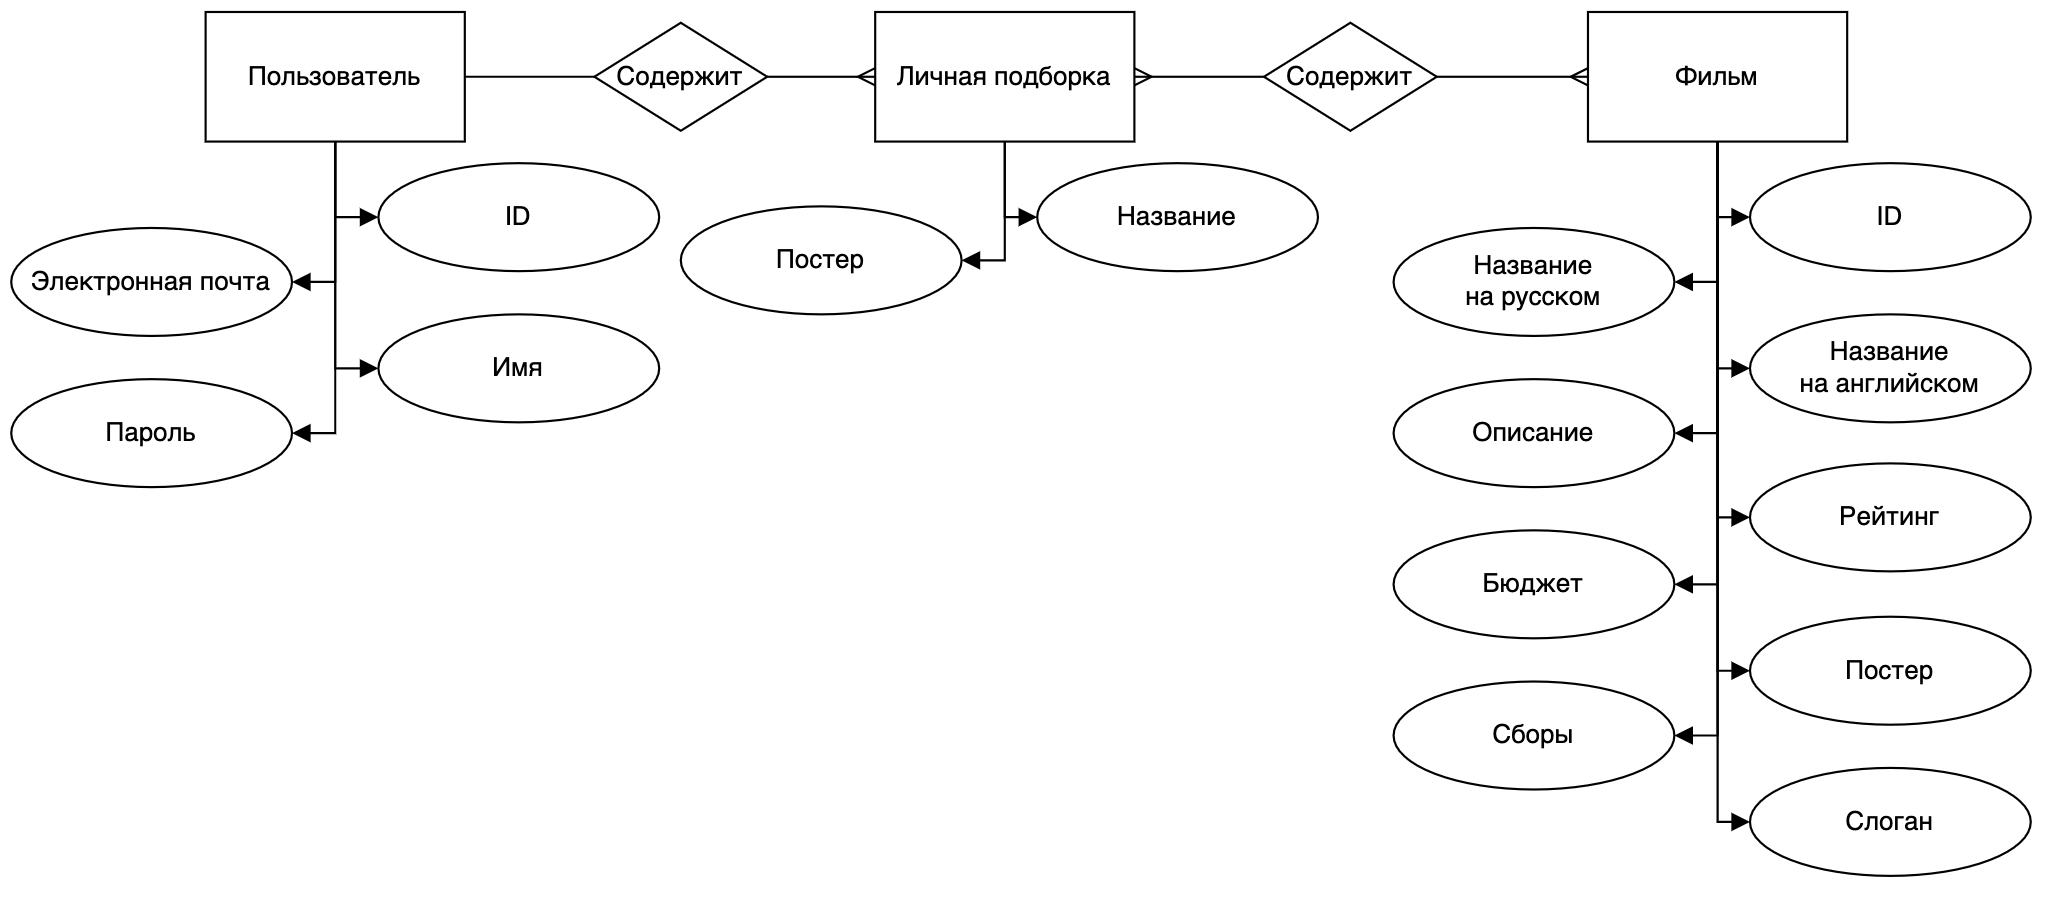 Пользователь
Содержит
Личная подборка
Содержит
Фильм
ID
Электронная почта
Имя
Пароль
Название
Постер
ID
Название
на русском
Название
на английском
Описание
Рейтинг
Бюджет
Постер
Сборы
Слоган